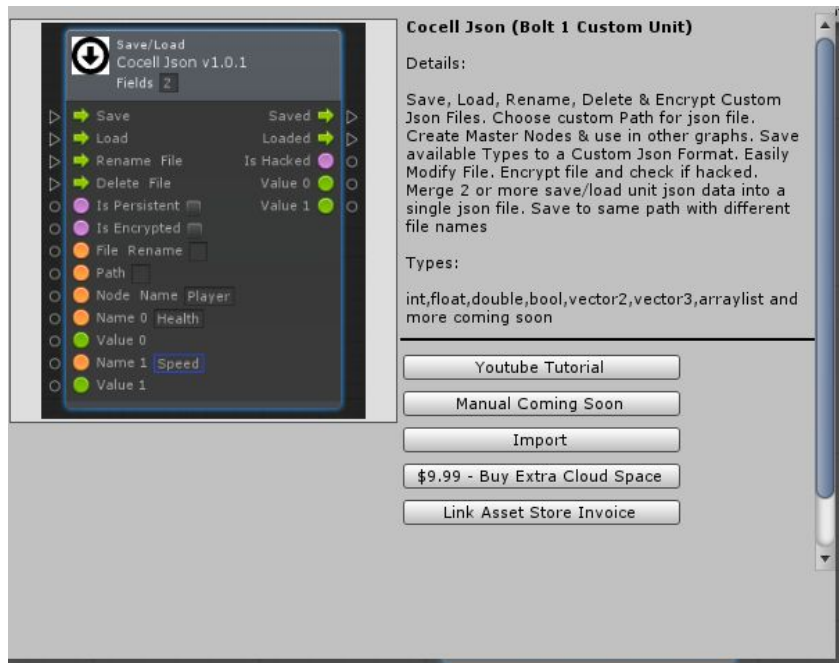 Save/Load
Cocell Json v1.0.1
Fields 2
Save Saved
Load Loaded
Rename File Is Hacked
Delete File Value 0
Is Persistent Value 1
Is Encrypted
File Rename
Path
Node Name Player
Name 0 Health
Value 0
Name 1 Speed
Value 1
Cocell Json (Bolt 1 Custom Unit)
Details:
Save, Load, Rename, Delete & Encrypt Custom
Json Files. Choose custom Path for json file.
Create Master Nodes & use in other graphs. Save
available Types to a Custom Json Format. Easily
Modify File. Encrypt file and check if hacked.
Merge 2 or more save/load unit json data into a
single json file. Save to same path with different
file names
Types:
int,float,double,bool,vector2,vector3,arraylist and
more coming soon
Youtube Tutorial
Manual Coming Soon
Import
$9.99 - Buy Extra Cloud Space
Link Asset Store Invoice